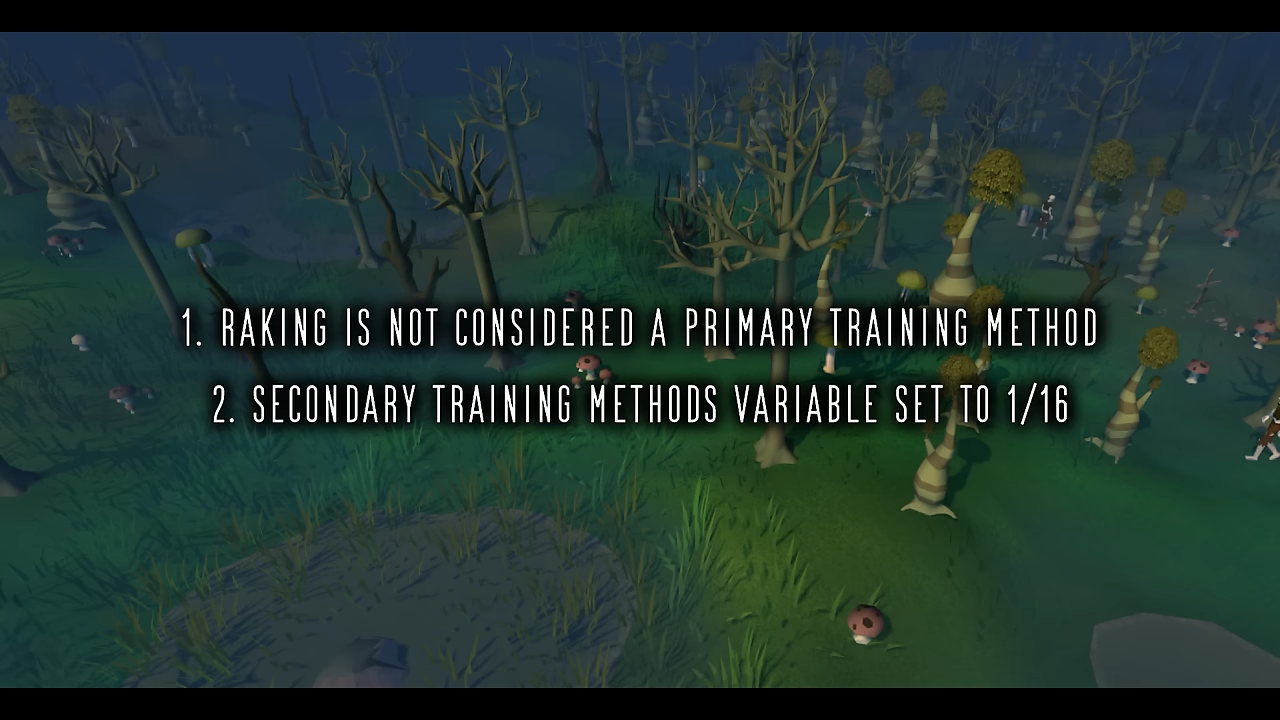 1. RAKING IS NOT CONSIDERED A PRIMARY TRAINING METHOD
2. SECONDARY TRAINING METHODS VARIABLE SET TO 1/16